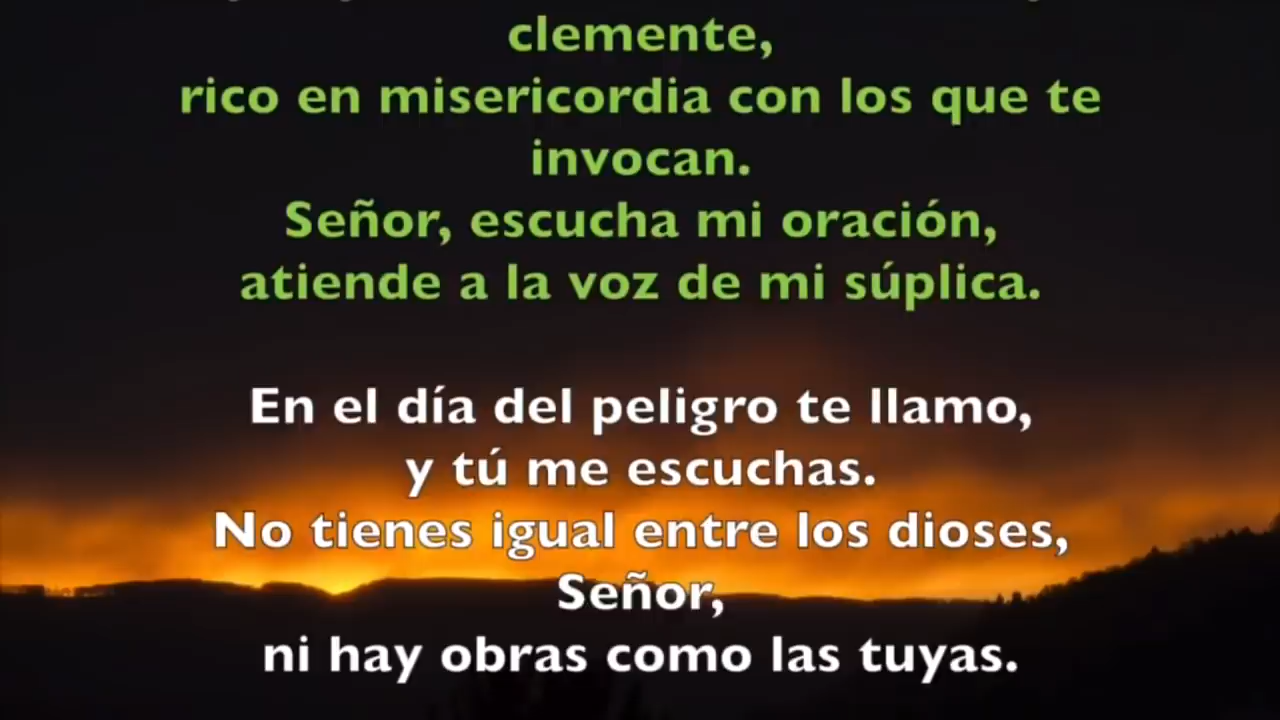 clemente,
rico en misericordia con los que te
invocan.
Señor, escucha mi oración,
atiende a la voz de mi súplica.
En el día del peligro te llamo,
y tú me escuchas.
No tienes igual entre los dioses,
Señor,
ni hay obras como las tuyas.